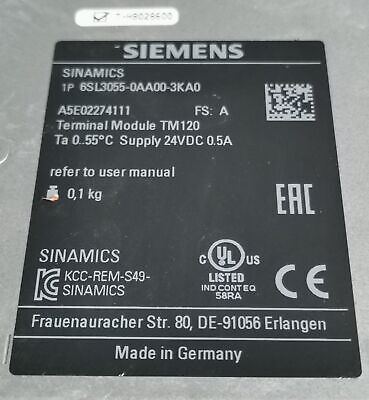 T-H8028600
SIEMENS
SINAMICS
1P 6SL3055-0AA00-3KA0
A5E02274111 FS: A
Terminal Module TM120
Ta 0..55°C Supply 24VDC 0.5A
refer to user manual
0,1 kg
EAC
SINAMICS
KCC-REM-S49-
SINAMICS
C UL US
LISTED
IND CONT EQ
58RA
CE
Frauenauracher Str. 80, DE-91056 Erlangen
Made in Germany